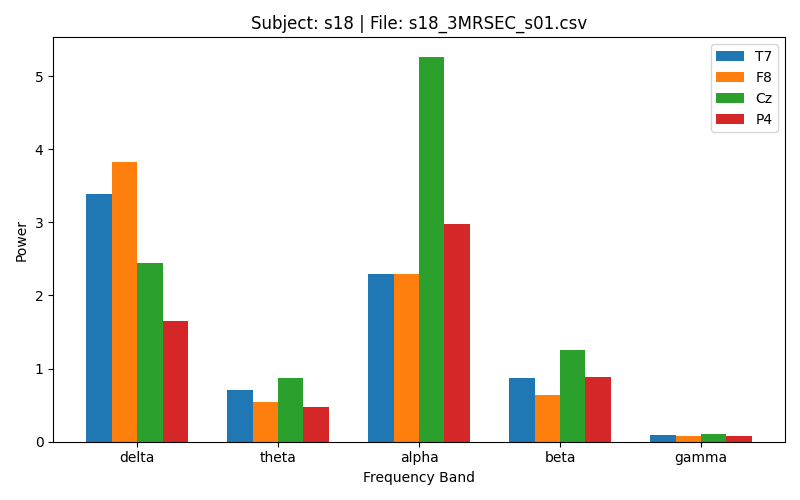 Subject: s18 | File: s18_3MRSEC_s01.csv
T7
F8
Cz
P4
Power
5
4
3
2
1
0
delta theta alpha beta gamma
Frequency Band